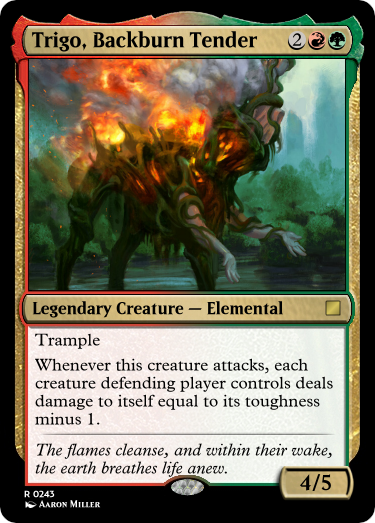 Trigo, Backburn Tender 2
Legendary Creature — Elemental
Trample
Whenever this creature attacks, each
creature defending player controls deals
damage to itself equal to its toughness
minus 1.
The flames cleanse, and within their wake,
the earth breathes life anew.
4/5
R 0243
Aaron Miller